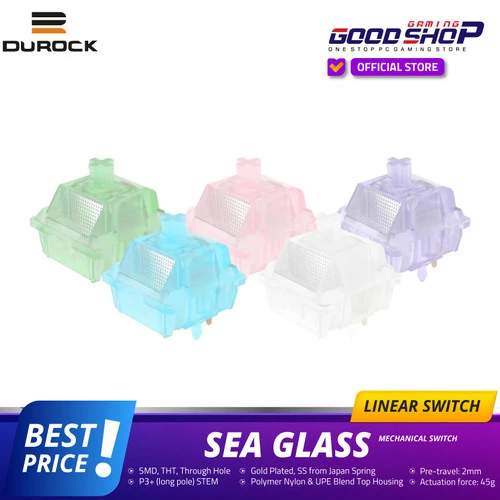 DUROCK
GAMING
GOODSHOP
ONE STOP PC GAMING STORE
OFFICIAL STORE
LINEAR SWITCH
BEST
PRICE!
SEA GLASS
MECHANICAL SWITCH
• SMD, THT, Through Hole
• P3+ (long pole) STEM
• Gold Plated, SS from Japan Spring
• Polymer Nylon & UPE Blend Top Housing
• Pre-travel: 2mm
• Actuation force: 45g